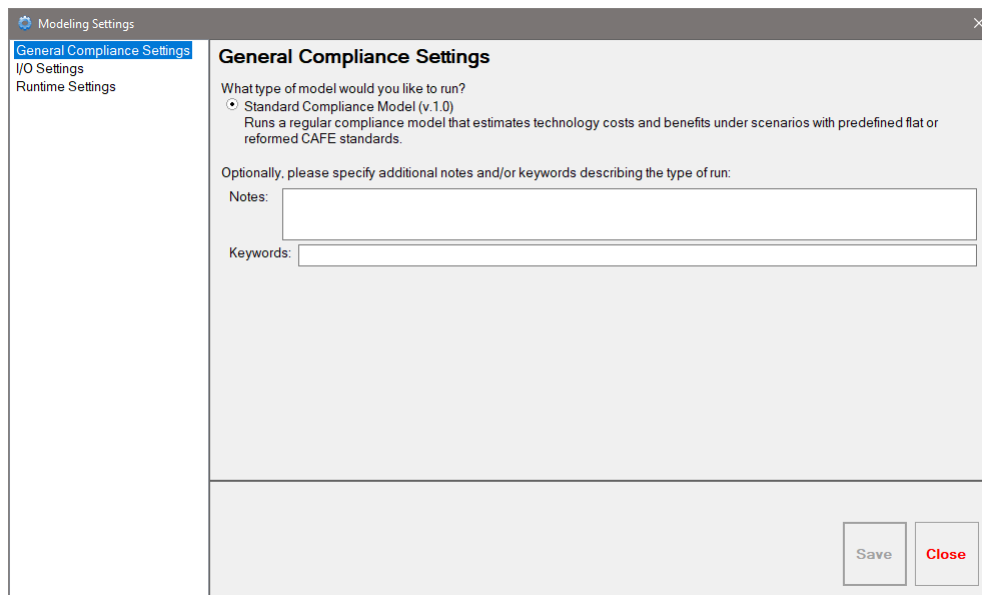 Modeling Settings
General Compliance Settings
I/O Settings
Runtime Settings
General Compliance Settings
What type of model would you like to run?
Standard Compliance Model (v.1.0)
Runs a regular compliance model that estimates technology costs and benefits under scenarios with predefined flat or
reformed CAFE standards.
Optionally, please specify additional notes and/or keywords describing the type of run:
Notes:
Keywords:
Save
Close